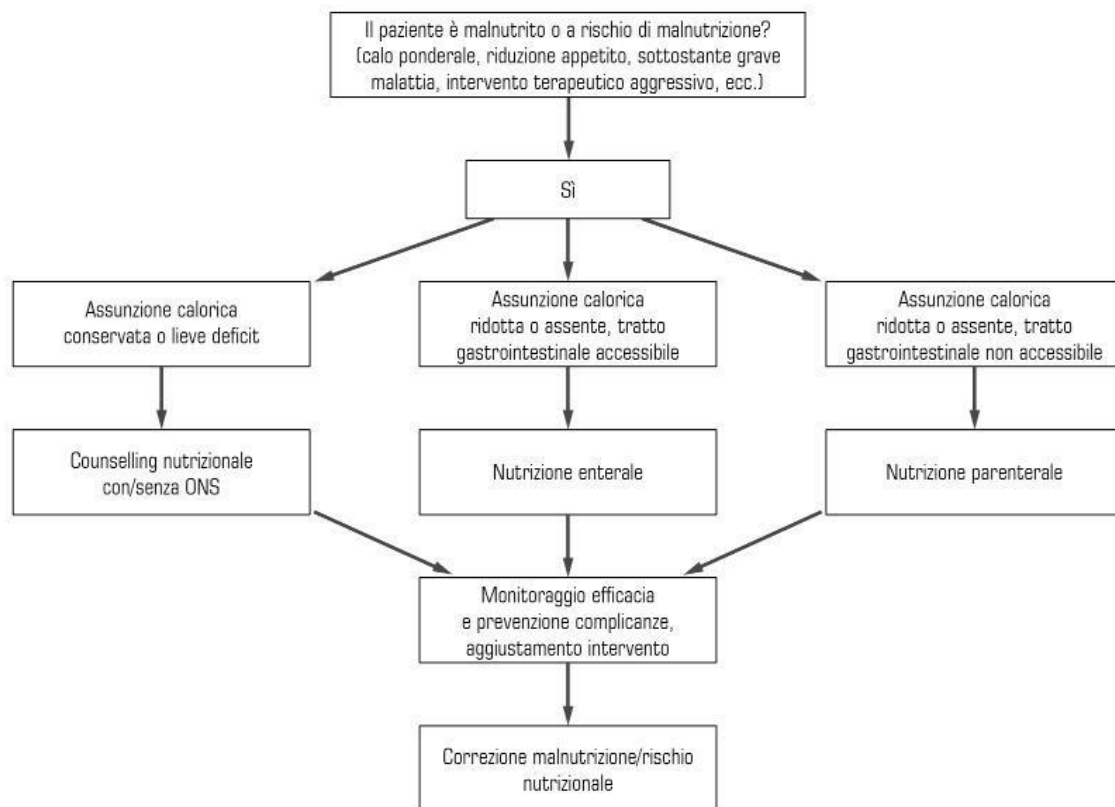 Il paziente è malnutrito o a rischio di malnutrizione?
(calo ponderale, riduzione appetito, sottostante grave
malattia, intervento terapeutico aggressivo, ecc.)
Sì
Assunzione calorica
conservata o lieve deficit
Assunzione calorica
ridotta o assente, tratto
gastrointestinale accessibile
Assunzione calorica
ridotta o assente, tratto
gastrointestinale non accessibile
Counselling nutrizionale
con/senza ONS
Nutrizione enterale
Nutrizione parenterale
Monitoraggio efficacia
e prevenzione complicanze,
aggiustamento intervento
Correzione malnutrizione/rischio
nutrizionale